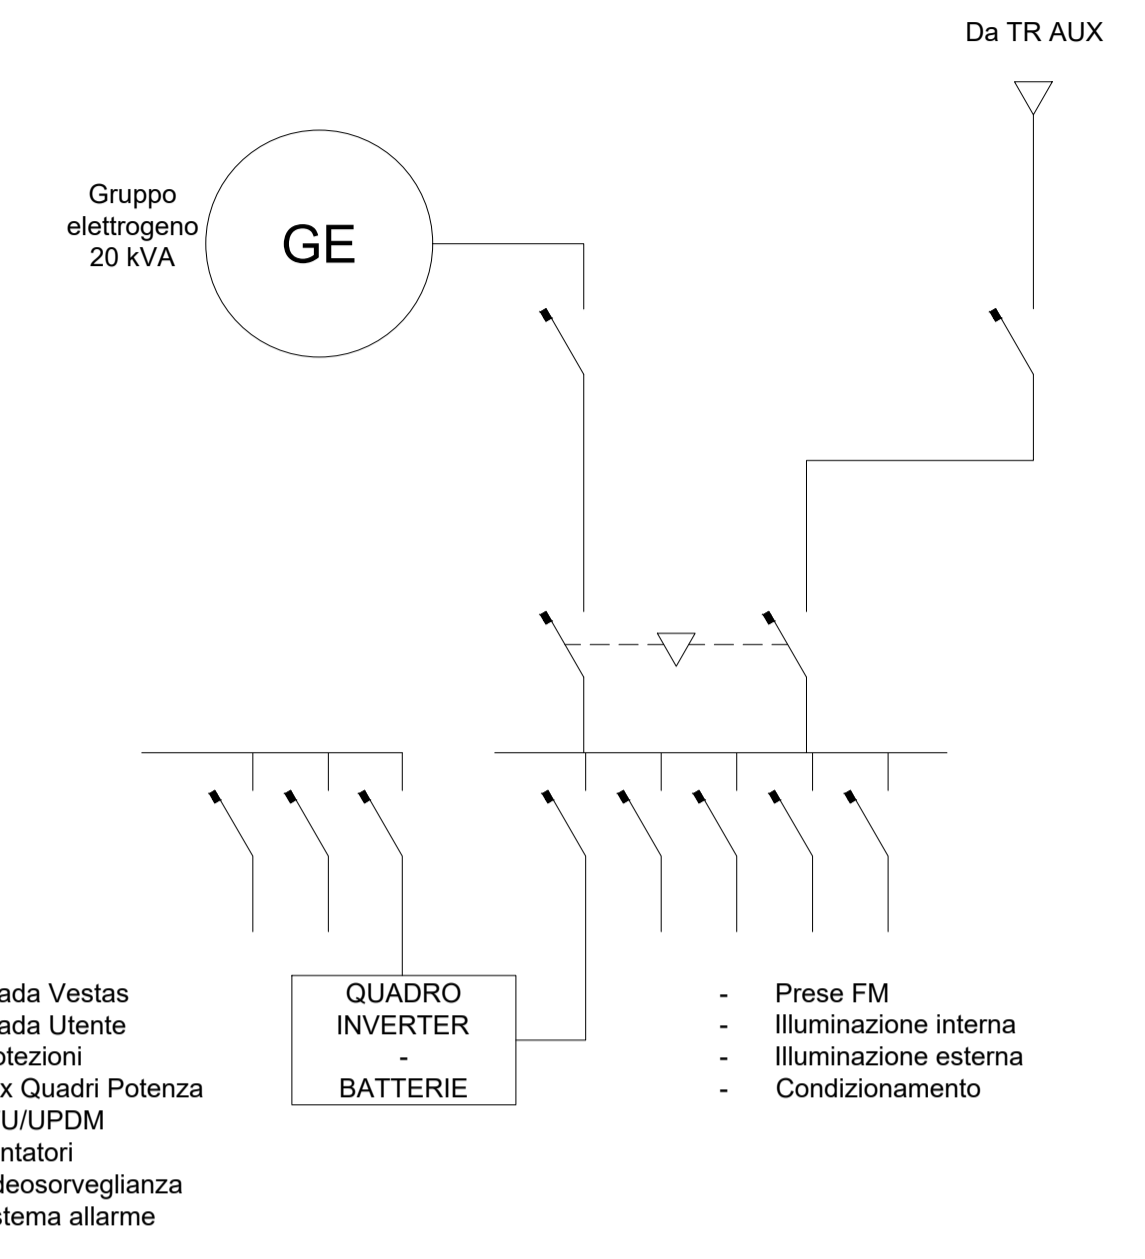 Da TR AUX
Gruppo
elettrogeno
20 kVA
GE
ada Vestas
ada Utente
otezioni
x Quadri Potenza
U/UPDM
ntatori
deosorveglianza
stema allarme
QUADRO
INVERTER
-
BATTERIE
- Prese FM
- Illuminazione interna
- Illuminazione esterna
- Condizionamento